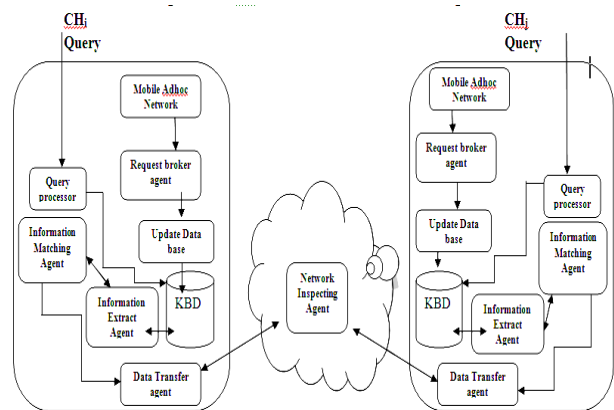 CHi
Query
Mobile Adhoc
Network
Request broker
agent
Query
processor
Update Data
base
Information
Matching
Agent
KBD
Information
Extract
Agent
Data Transfer
agent
Network
Inspecting
Agent
CHj
Query
Mobile Adhoc
Network
Request broker
agent
Query
processor
Update Data
base
Information
Matching
Agent
KBD
Information
Extract
Agent
Data Transfer
agent